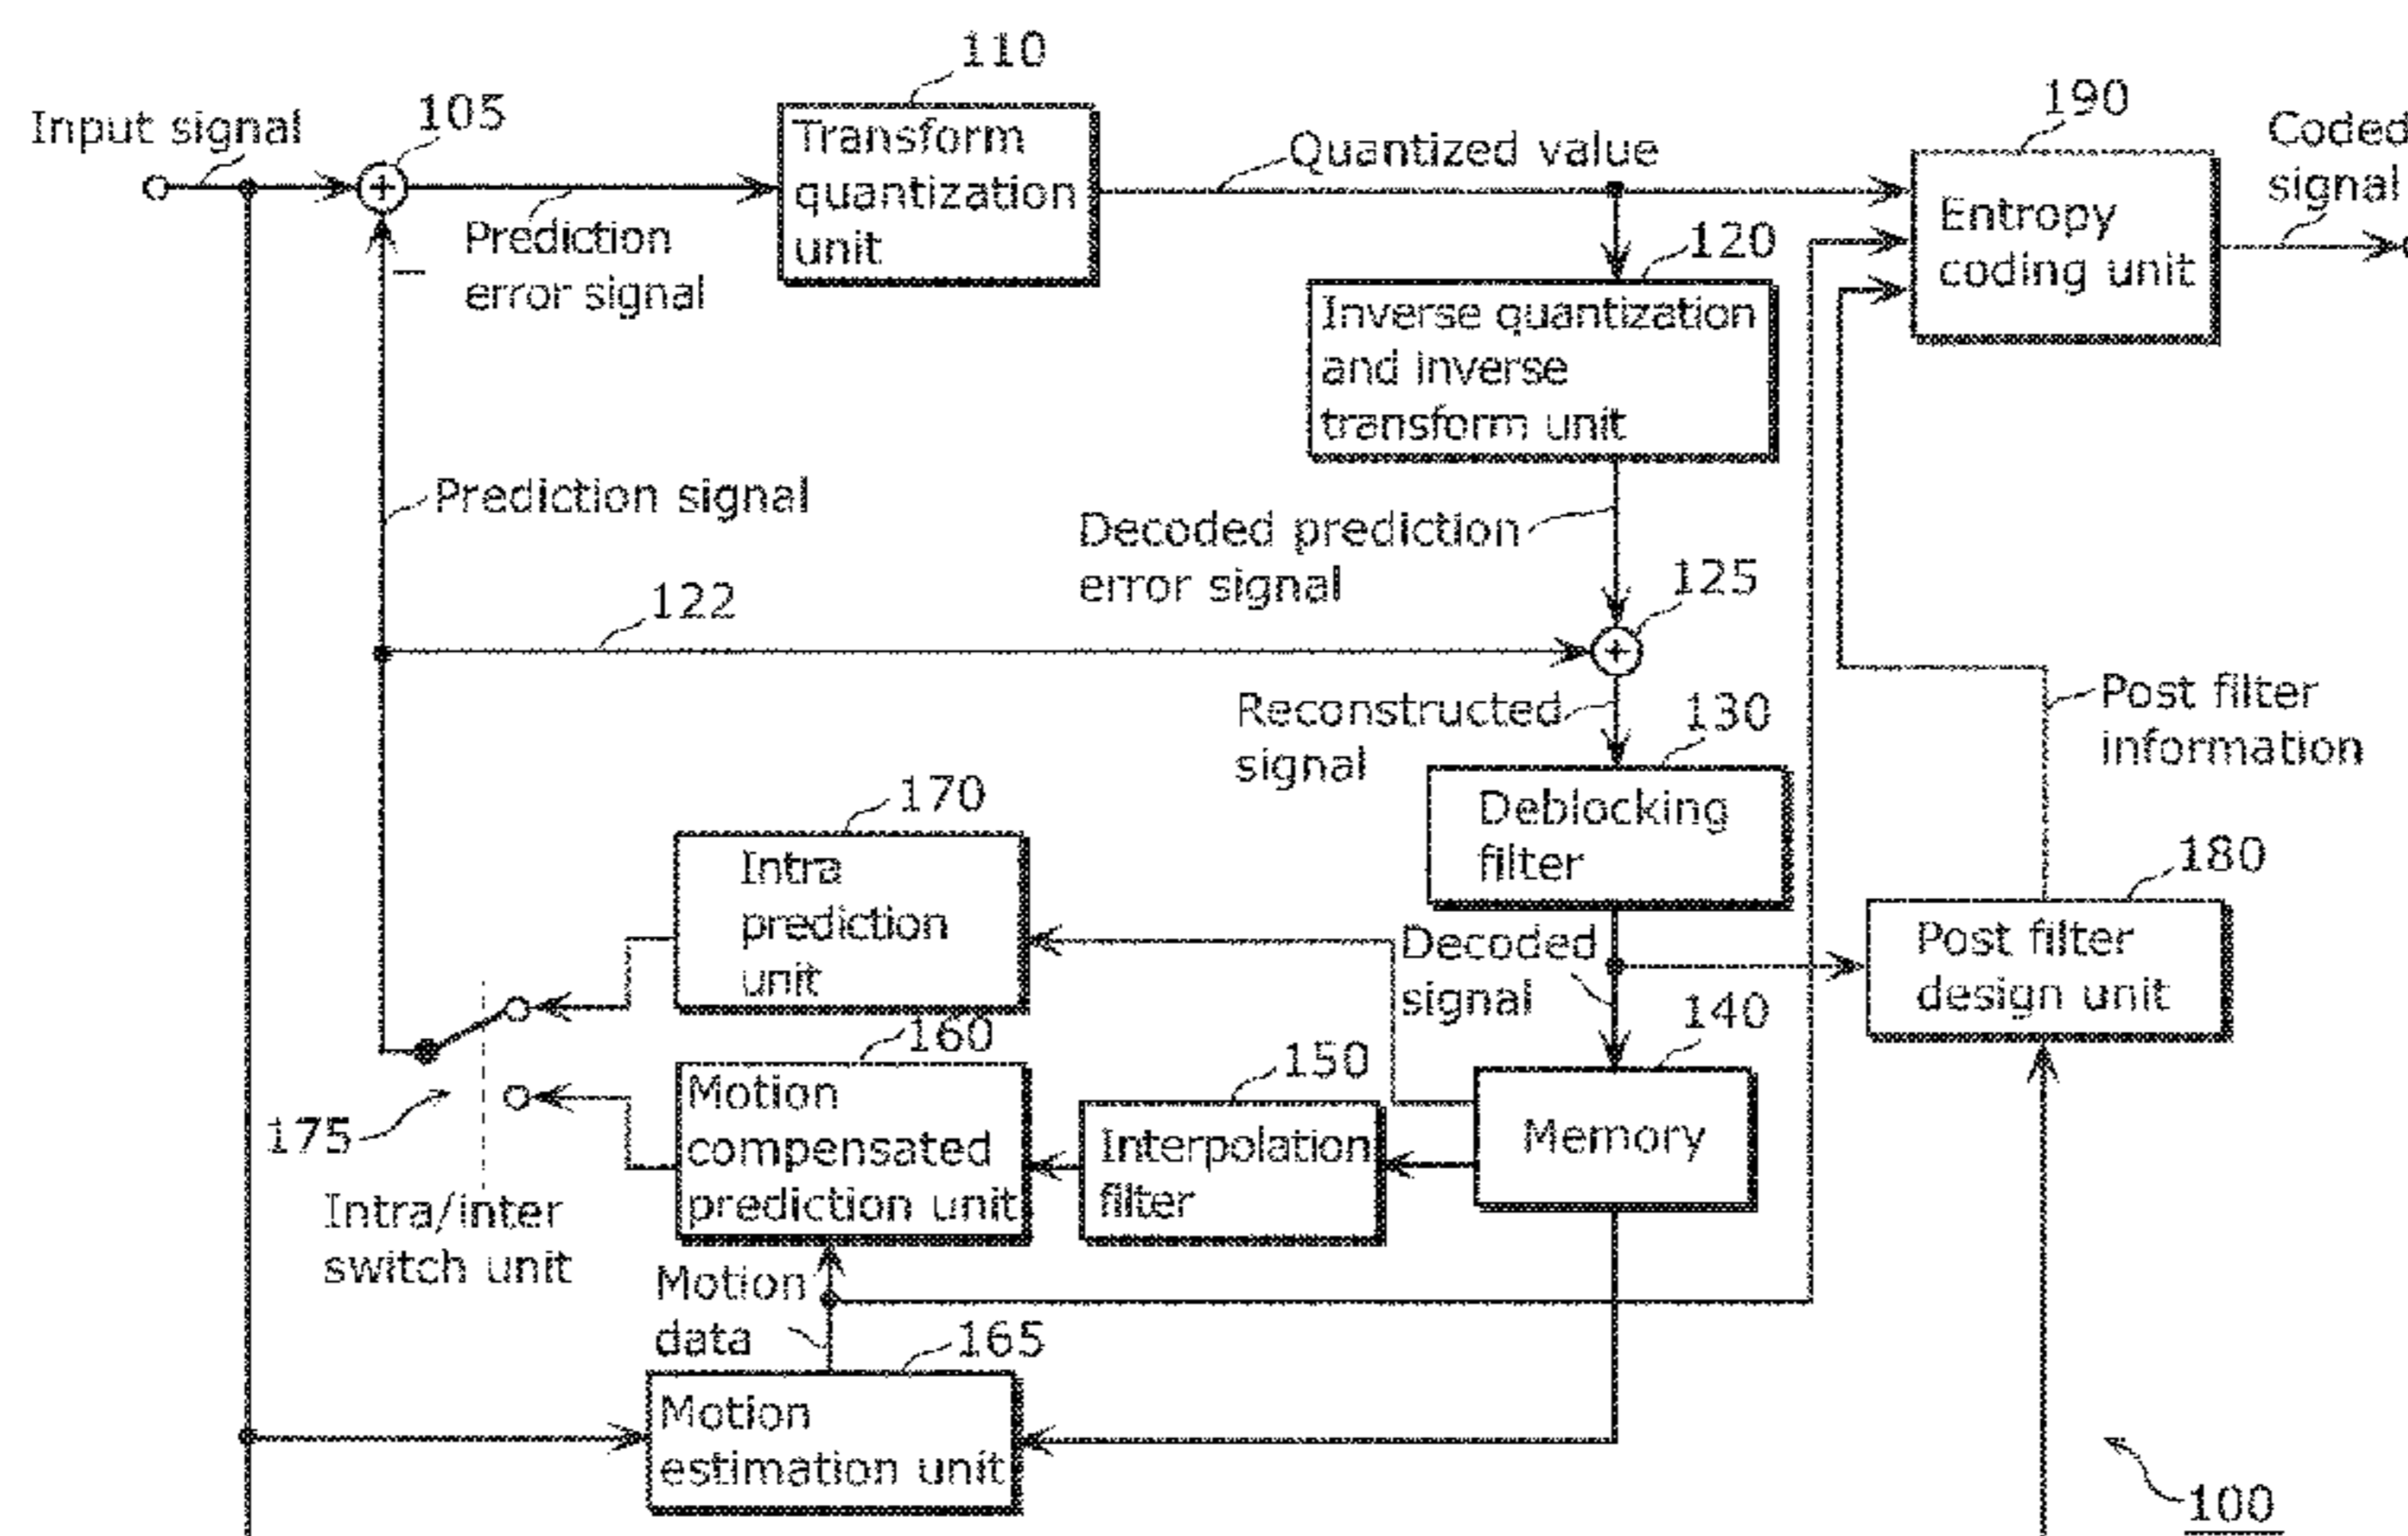 110
190
105
Input signal
Transform
quantization
unit
Quantized value
Coded
signal
Entropy
coding unit
Prediction
error signal
−
120
Inverse quantization
and inverse
transform unit
Prediction signal
Decoded prediction
error signal
122
125
Reconstructed
signal
130
Post filter
information
Deblocking
filter
170
Intra
prediction
unit
Decoded
signal
180
Post filter
design unit
140
Memory
160
Motion
compensated
prediction unit
150
Interpolation
filter
175
Intra/inter
switch unit
Motion
data
165
Motion
estimation unit
100